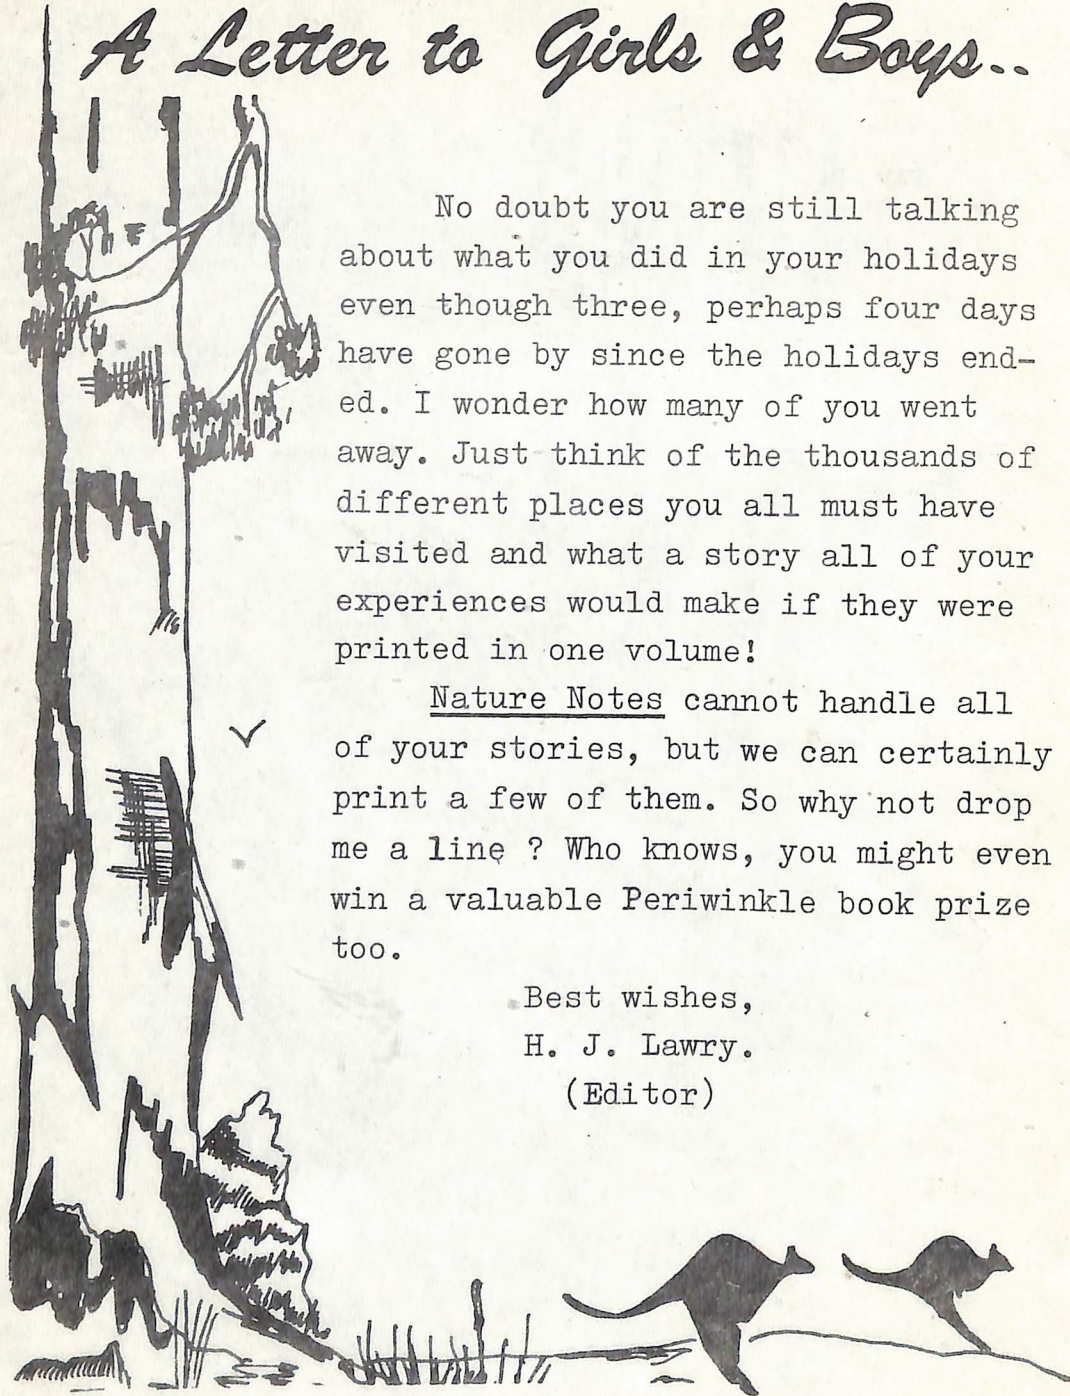 A Letter to Girls & Boys..
No doubt you are still talking
about what you did in your holidays
even though three, perhaps four days
have gone by since the holidays end-
ed. I wonder how many of you went
away. Just think of the thousands of
different places you all must have
visited and what a story all of your
experiences would make if they were
printed in one volume!
Nature Notes cannot handle all
of your stories, but we can certainly
print a few of them. So why not drop
me a line ? Who knows, you might even
win a valuable Periwinkle book prize
too.
Best wishes,
H. J. Lawry.
(Editor)